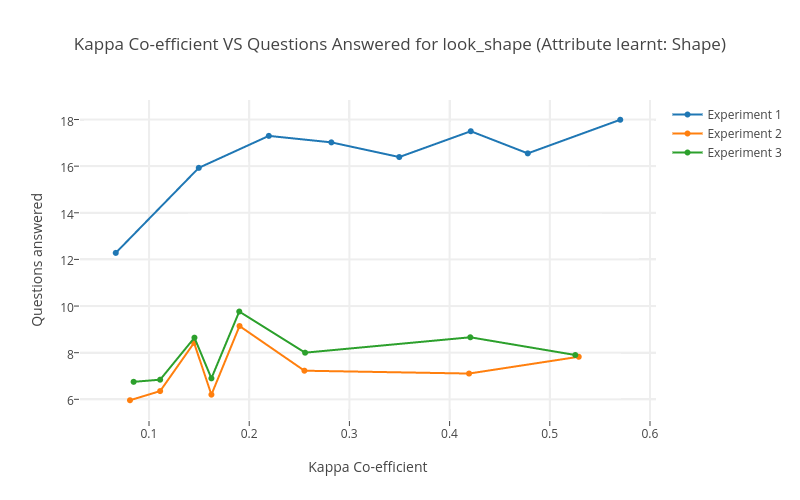 Kappa Co-efficient VS Questions Answered for look_shape (Attribute learnt: Shape)
Experiment 1
Experiment 2
Experiment 3
Questions answered
18
16
14
12
10
8
6
0.1 0.2 0.3 0.4 0.5 0.6
Kappa Co-efficient